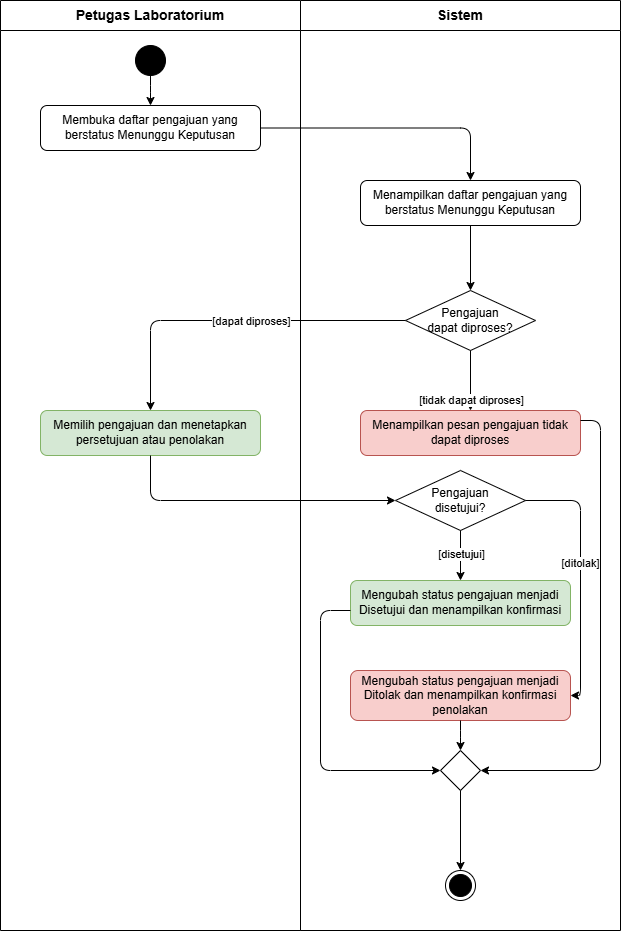 Petugas Laboratorium
Sistem
Membuka daftar pengajuan yang
berstatus Menunggu Keputusan
Menampilkan daftar pengajuan yang
berstatus Menunggu Keputusan
Pengajuan
dapat diproses?
[dapat diproses]
[tidak dapat diproses]
Memilih pengajuan dan menetapkan
persetujuan atau penolakan
Menampilkan pesan pengajuan tidak
dapat diproses
Pengajuan
disetujui?
[disetujui]
[ditolak]
Mengubah status pengajuan menjadi
Disetujui dan menampilkan konfirmasi
Mengubah status pengajuan menjadi
Ditolak dan menampilkan konfirmasi
penolakan